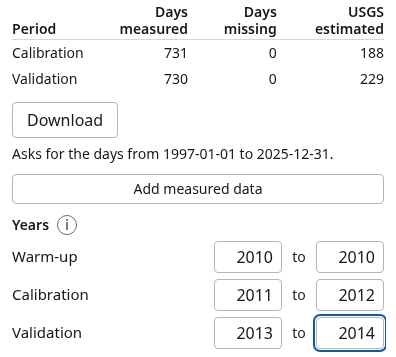 Period Days measured Days missing USGS estimated
Calibration 731 0 188
Validation 730 0 229
Download
Asks for the days from 1997-01-01 to 2025-12-31.
Add measured data
Years i
Warm-up 2010 to 2010
Calibration 2011 to 2012
Validation 2013 to 2014